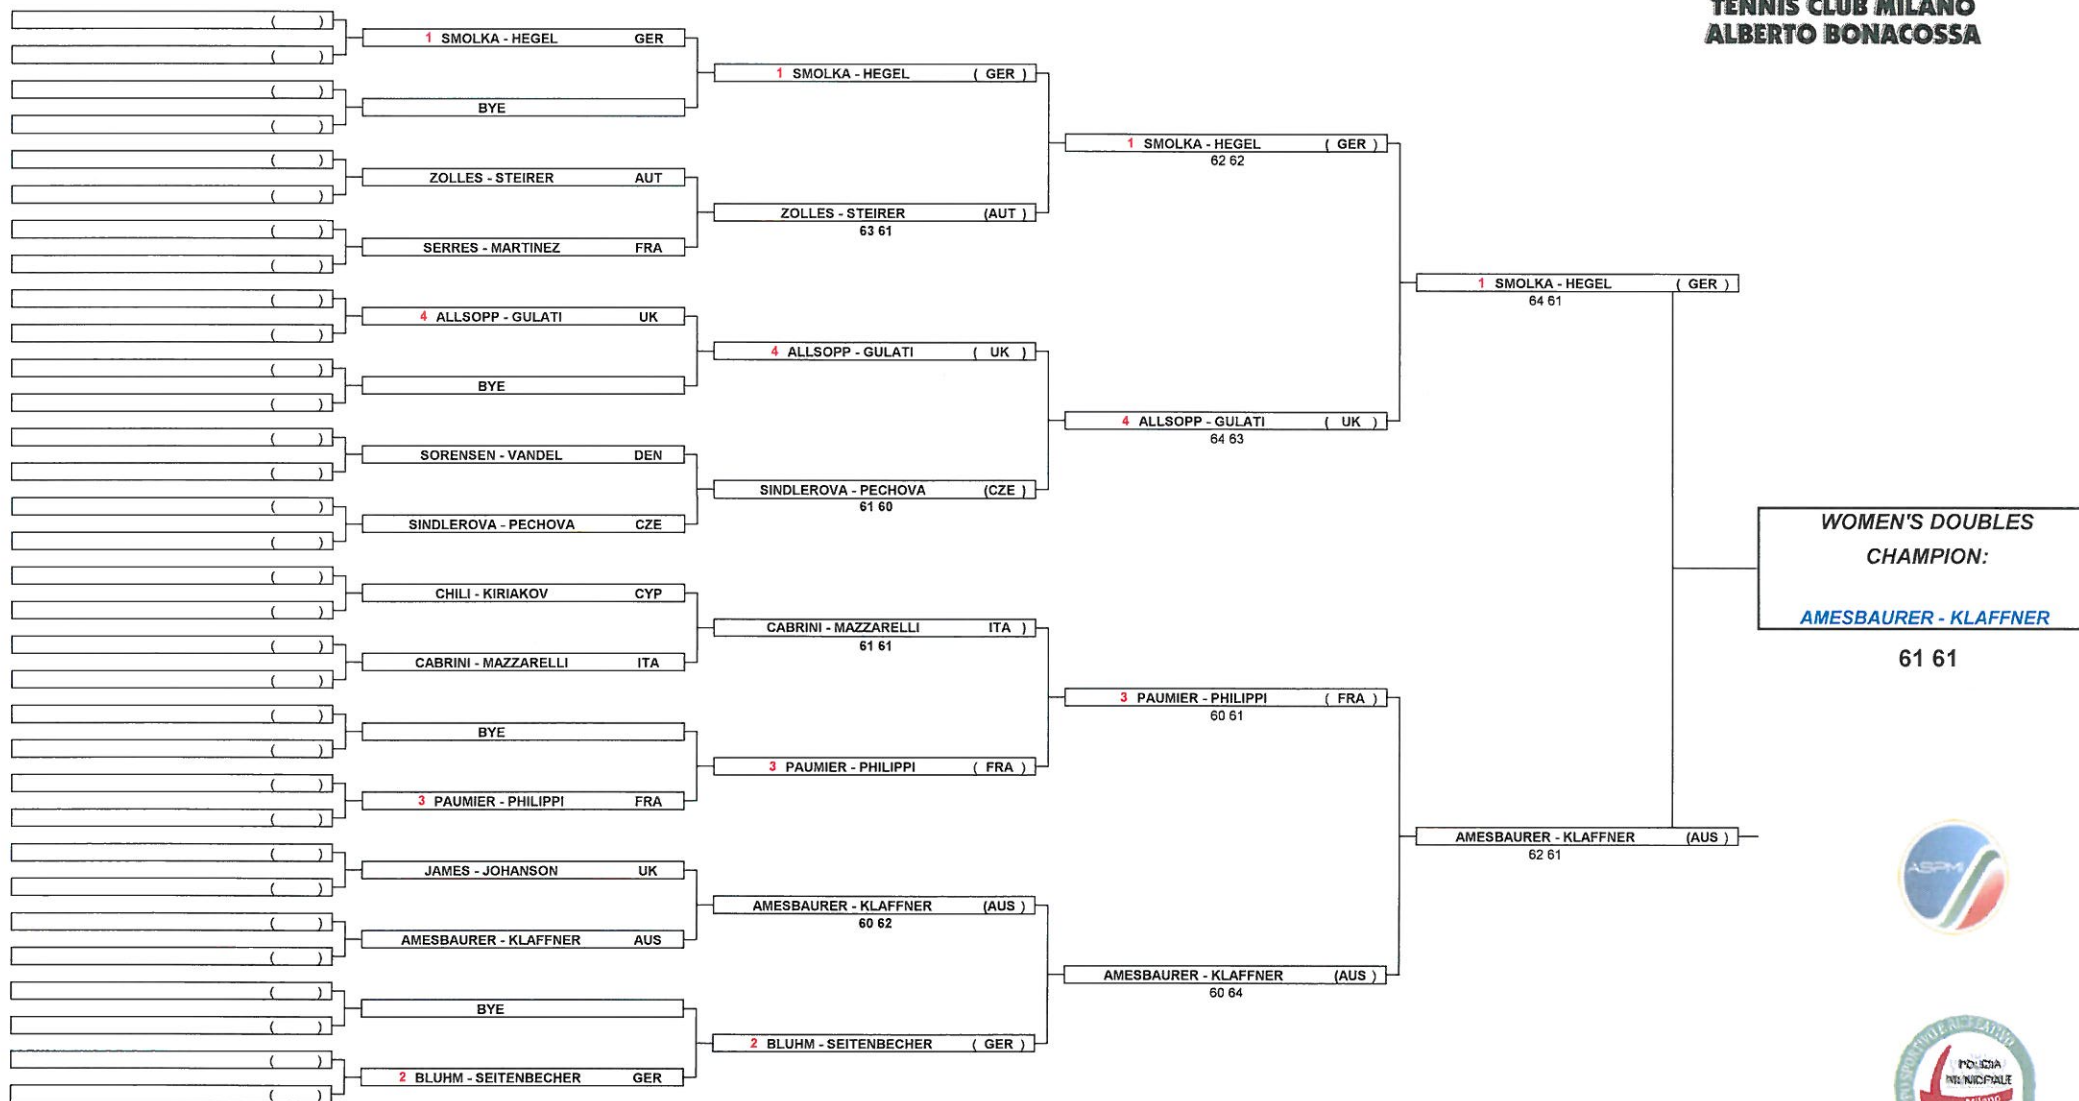 TENNIS CLUB MILANO
ALBERTO BONACOSSA
1 SMOLKA - HEGEL GER
BYE
ZOLLES - STEIRER AUT
SERRES - MARTINEZ FRA
4 ALLSOPP - GULATI UK
BYE
SORENSEN - VANDEL DEN
SINDLEROVA - PECHOVA CZE
CHILI - KIRIAKOV CYP
CABRINI - MAZZARELLI ITA
BYE
3 PAUMIER - PHILIPPI FRA
JAMES - JOHANSON UK
AMESBAURER - KLAFFNER AUS
BYE
2 BLUHM - SEITENBECHER GER
1 SMOLKA - HEGEL ( GER )
ZOLLES - STEIRER (AUT )
63 61
4 ALLSOPP - GULATI ( UK )
SINDLEROVA - PECHOVA (CZE )
61 60
CABRINI - MAZZARELLI ITA )
61 61
3 PAUMIER - PHILIPPI ( FRA )
AMESBAURER - KLAFFNER (AUS )
60 62
2 BLUHM - SEITENBECHER ( GER )
1 SMOLKA - HEGEL ( GER )
62 62
4 ALLSOPP - GULATI ( UK )
64 63
3 PAUMIER - PHILIPPI ( FRA )
60 61
AMESBAURER - KLAFFNER (AUS )
60 64
1 SMOLKA - HEGEL ( GER )
64 61
AMESBAURER - KLAFFNER (AUS )
62 61
WOMEN'S DOUBLES
CHAMPION:
AMESBAURER - KLAFFNER
61 61
ASPMI
POLIZIA
MUNICIPALE
Milano